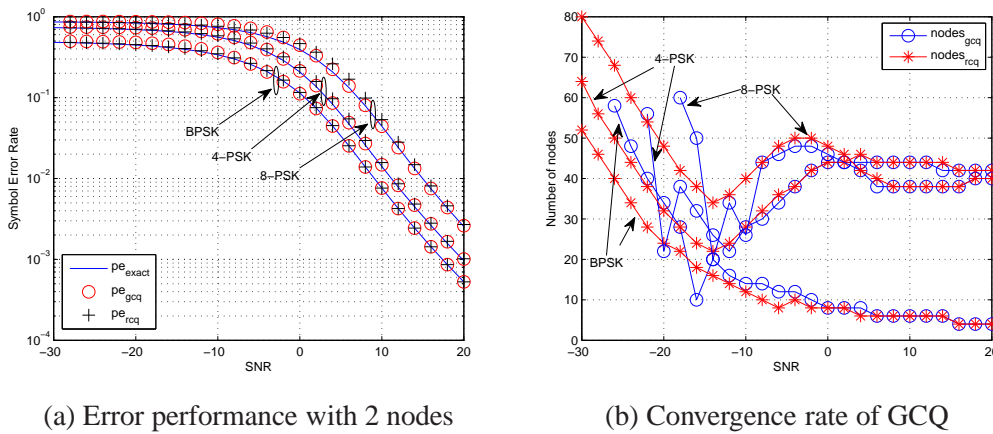 10^0
10^−1
10^−2
10^−3
10^−4
Symbol Error Rate
−30
−20
−10
0
10
20
SNR
BPSK
4−PSK
8−PSK
pe_exact
pe_gcq
pe_rcq
(a) Error performance with 2 nodes
80
70
60
50
40
30
20
10
0
Number of nodes
−30
−20
−10
0
10
20
SNR
4−PSK
8−PSK
BPSK
nodes_gcq
nodes_rcq
(b) Convergence rate of GCQ